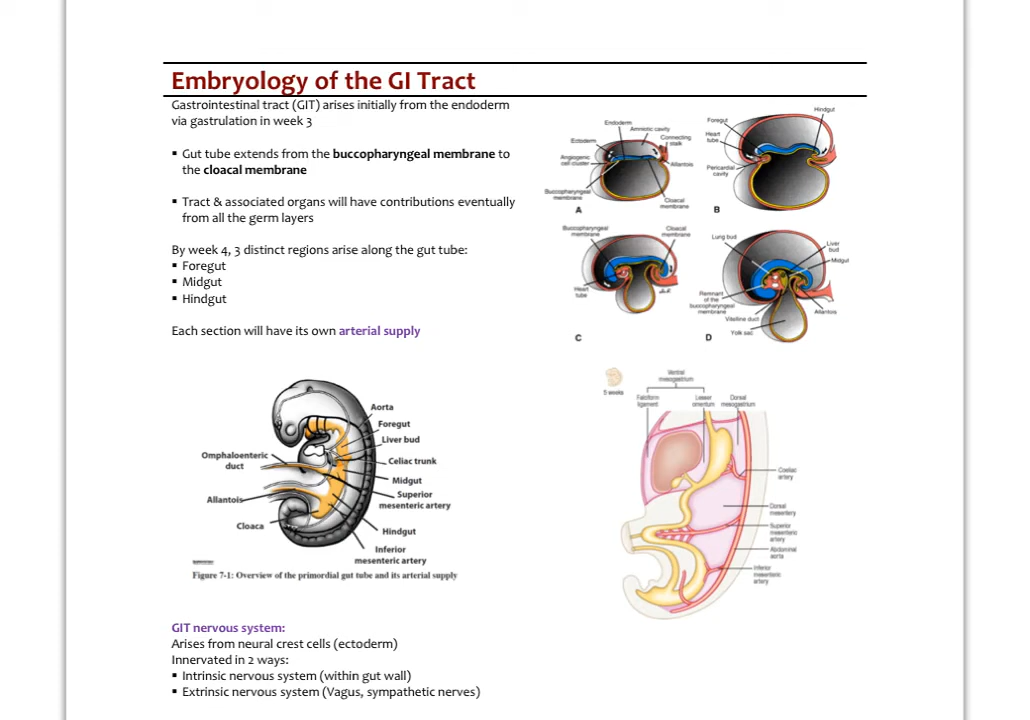 Embryology of the GI Tract
Gastrointestinal tract (GIT) arises initially from the endoderm
via gastrulation in week 3
▪ Gut tube extends from the buccopharyngeal membrane to
the cloacal membrane
▪ Tract & associated organs will have contributions eventually
from all the germ layers
By week 4, 3 distinct regions arise along the gut tube:
▪ Foregut
▪ Midgut
▪ Hindgut
Each section will have its own arterial supply
Endoderm
Amniotic cavity
Ectoderm
Connecting
stalk
Angiogenic
cell cluster
Allantois
Buccopharyngeal
membrane
Cloacal
membrane
A
Hindgut
Foregut
Heart
tube
Pericardial
cavity
B
Buccopharyngeal
membrane
Cloacal
membrane
Heart
tube
C
Lung bud
Liver
bud
Midgut
Remnant
of the
buccopharyngeal
membrane
Allantois
Vitelline duct
Yolk sac
D
Aorta
Foregut
Liver bud
Omphaloenteric
duct
Celiac trunk
Midgut
Superior
mesenteric artery
Allantois
Cloaca
Hindgut
Inferior
mesenteric artery
Figure 7-1: Overview of the primordial gut tube and its arterial supply
5 weeks
Ventral
mesogastrium
Falciform
ligament
Lesser
omentum
Dorsal
mesogastrium
Coeliac
artery
Dorsal
mesentery
Superior
mesenteric
artery
Abdominal
aorta
Inferior
mesenteric
artery
GIT nervous system:
Arises from neural crest cells (ectoderm)
Innervated in 2 ways:
▪ Intrinsic nervous system (within gut wall)
▪ Extrinsic nervous system (Vagus, sympathetic nerves)